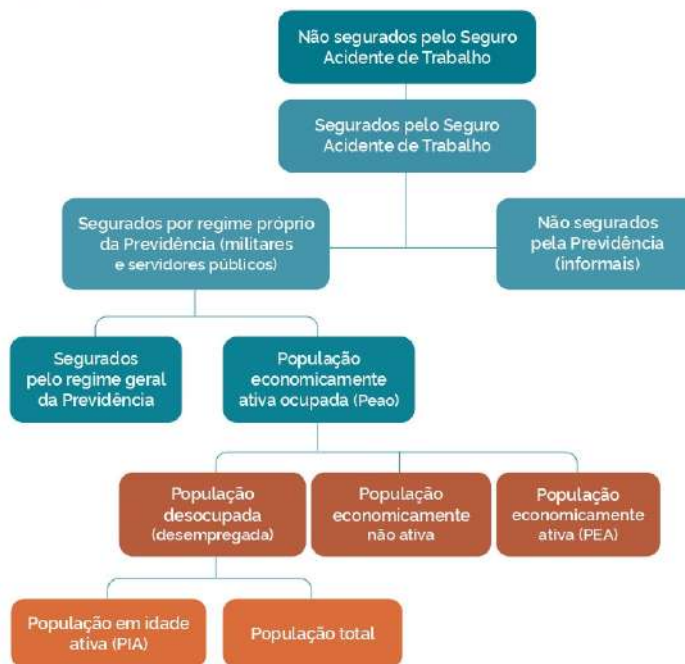 Não segurados pelo Seguro
Acidente de Trabalho
Segurados pelo Seguro
Acidente de Trabalho
Segurados por regime próprio
da Previdência (militares
e servidores públicos)
Não segurados
pela Previdência
(informais)
Segurados
pelo regime geral
da Previdência
População
economicamente
ativa ocupada (Peao)
População
desocupada
(desempregada)
População
economicamente
não ativa
População
economicamente
ativa (PEA)
População em idade
ativa (PIA)
População total